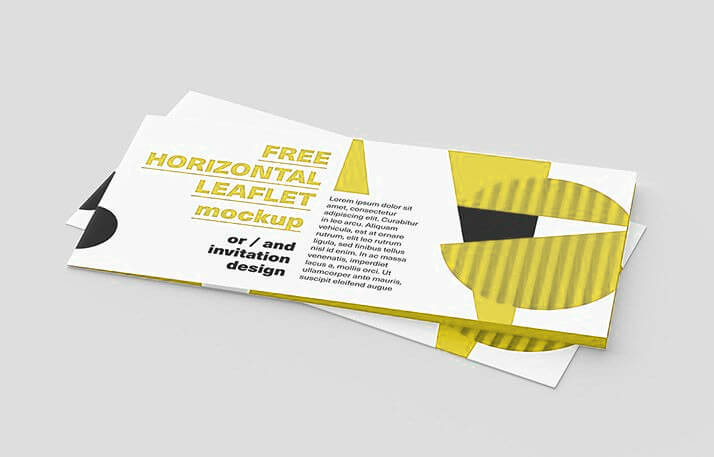 FREE
HORIZONTAL
LEAFLET
mockup
or / and
invitation
design
Lorem ipsum dolor sit
amet, consectetur
adipiscing elit. Curabitur
in leo arcu. Aliquam
vehicula, est at ornare
rutrum, elit leo rutrum
ligula, sed finibus tellus
nisl id enim. In ac massa
venenatis, imperdiet
lacus a, mollis orci. Ut
ullamcorper ante mauris,
suscipit eleifend augue